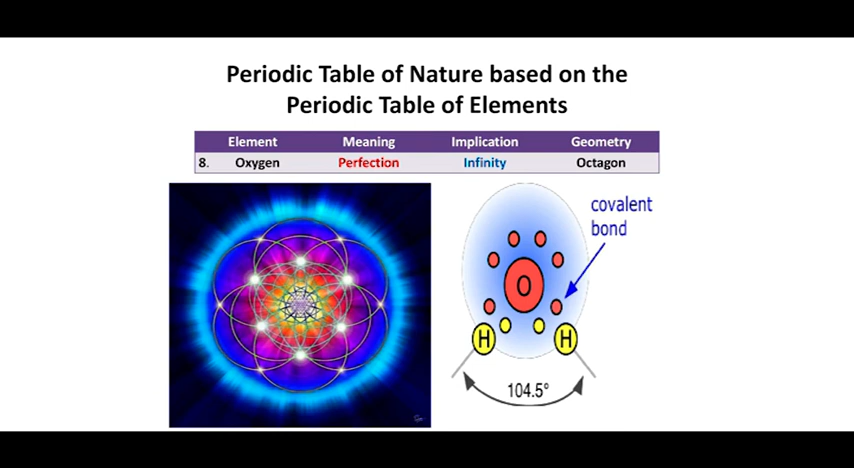 Periodic Table of Nature based on the
Periodic Table of Elements
Element Meaning Implication Geometry
8. Oxygen Perfection Infinity Octagon
covalent
bond
O
H H
104.5°